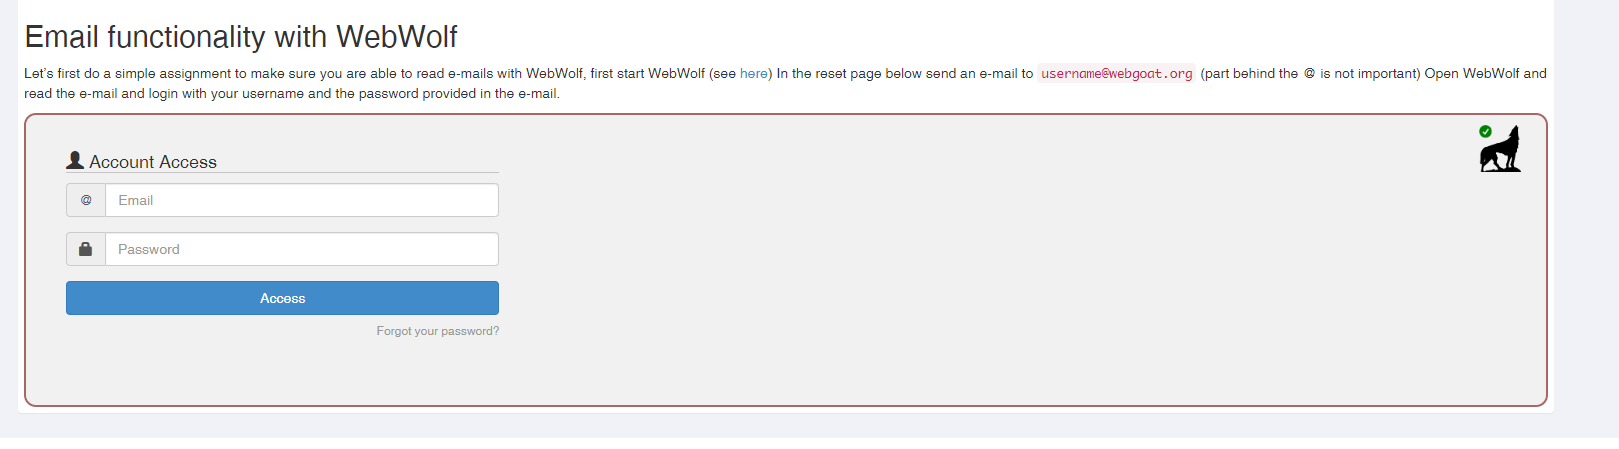 Email functionality with WebWolf
Let's first do a simple assignment to make sure you are able to read e-mails with WebWolf, first start WebWolf (see here) In the reset page below send an e-mail to username@webgoat.org (part behind the @ is not important) Open WebWolf and
read the e-mail and login with your username and the password provided in the e-mail.
Account Access
@ Email
Password
Access
Forgot your password?